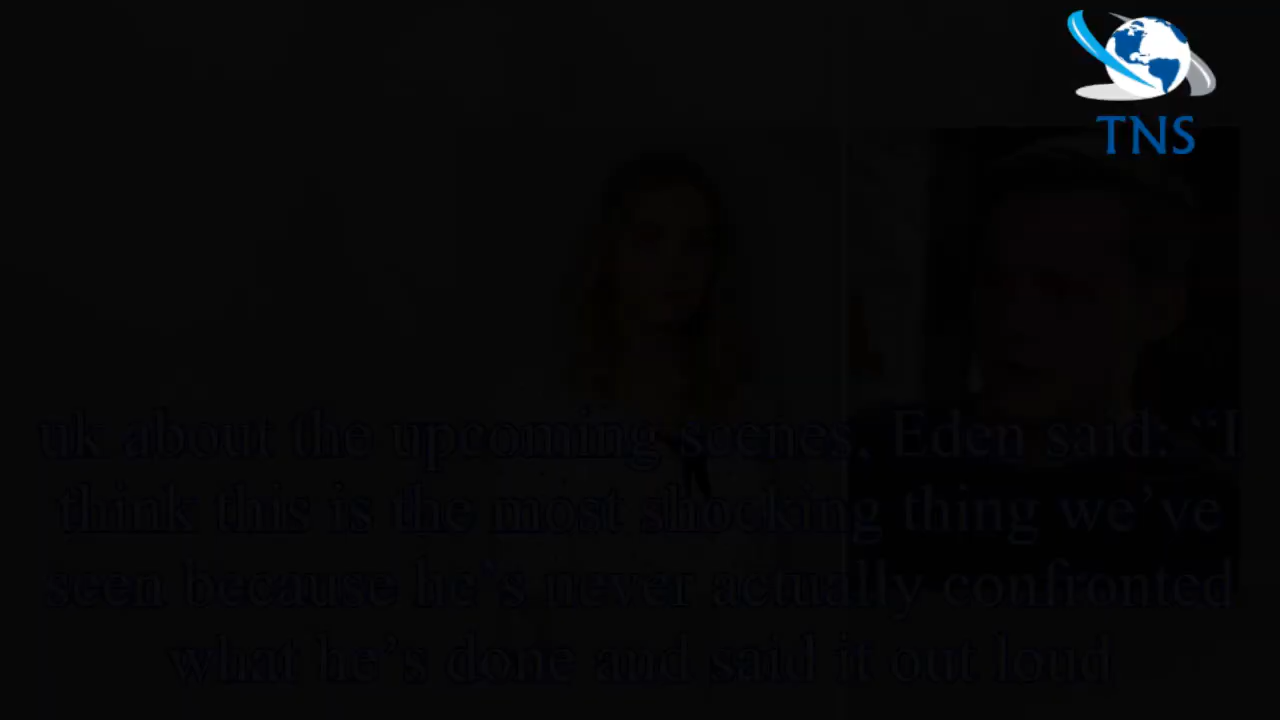 TNS
uk about the upcoming scenes, Eden said: “I
think this is the most shocking thing we’ve
seen because he’s never actually confronted
what he’s done and said it out loud